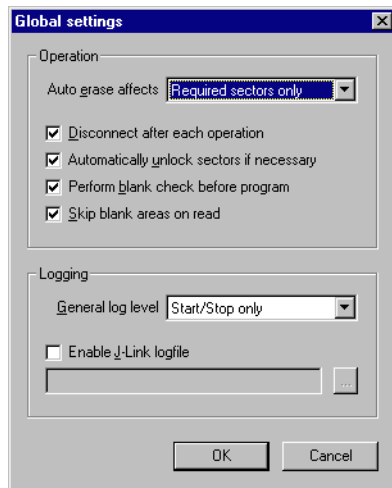 Global settings
Operation
Auto erase affects Required sectors only
Disconnect after each operation
Automatically unlock sectors if necessary
Perform blank check before program
Skip blank areas on read
Logging
General log level Start/Stop only
Enable J-Link logfile
...
OK Cancel